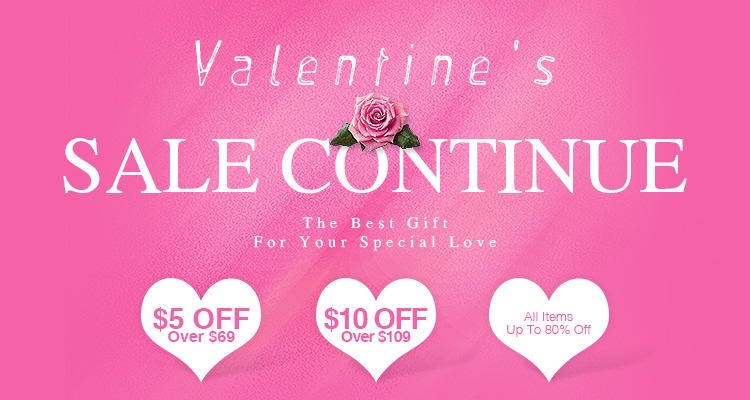 Valentine's
SALE CONTINUE
The Best Gift
For Your Special Love
$5 OFF
Over $69
$10 OFF
Over $109
All Items
Up To 80% Off